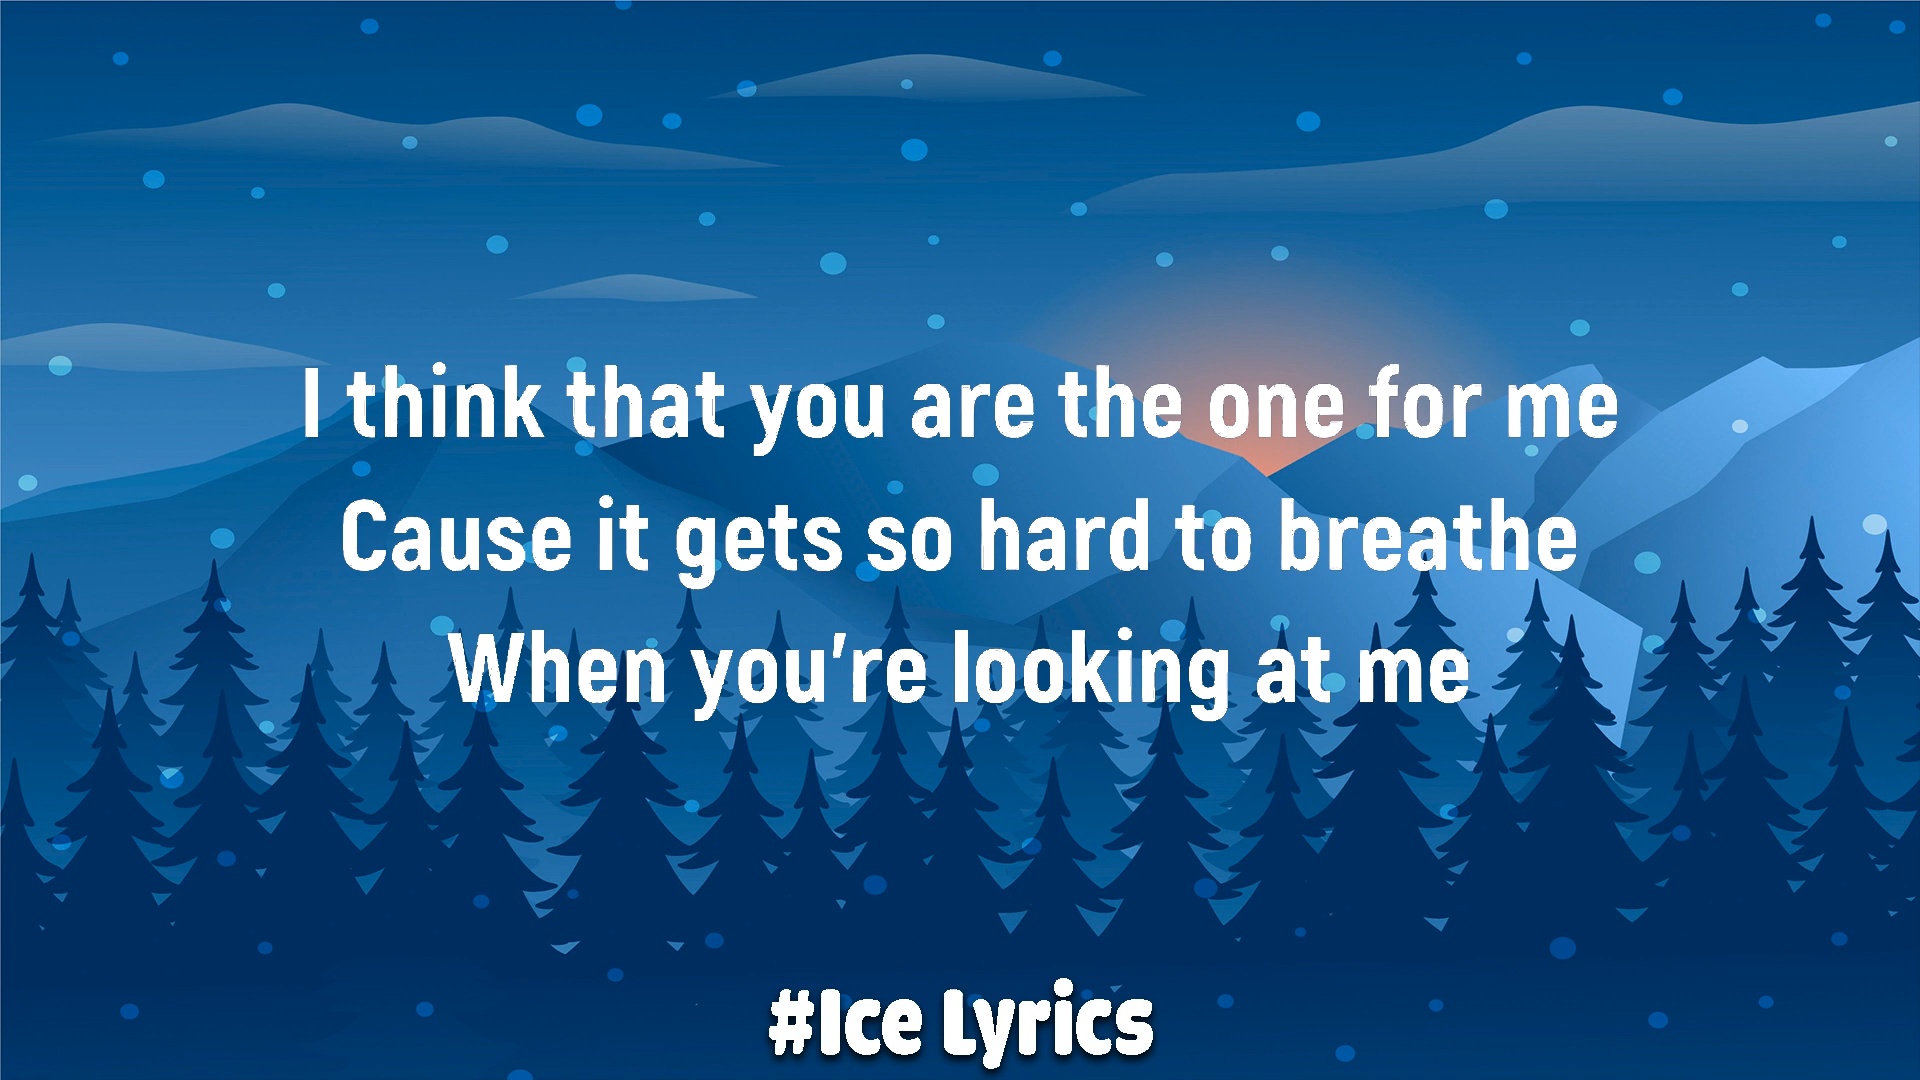 I think that you are the one for me
Cause it gets so hard to breathe
When you're looking at me
#Ice Lyrics